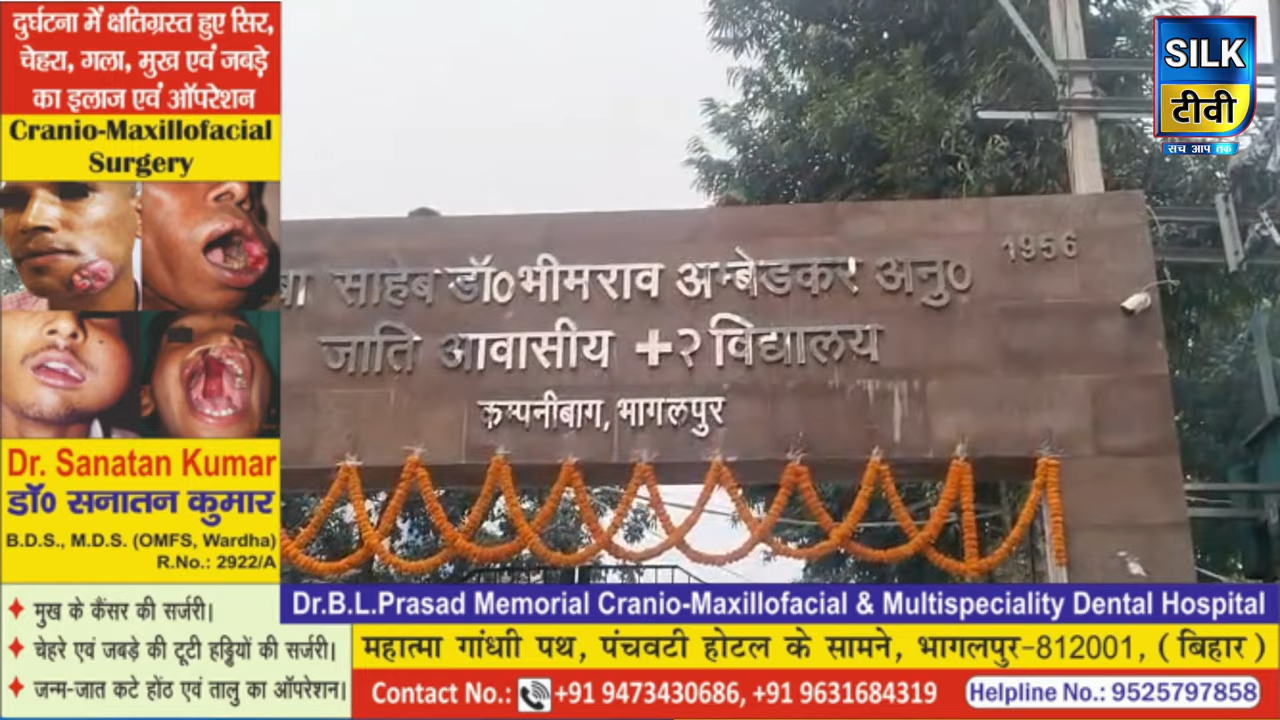 दुर्घटना में क्षतिग्रस्त हुए सिर,
चेहरा, गला, मुख एवं जबड़े
का इलाज एवं ऑपरेशन
Cranio-Maxillofacial
Surgery
Dr. Sanatan Kumar
डॉ० सनातन कुमार
B.D.S., M.D.S. (OMFS, Wardha)
R.No.: 2922/A
मुख के कैंसर की सर्जरी।
चेहरे एवं जबड़े की टूटी हड्डियों की सर्जरी।
जन्म-जात कटे होंठ एवं तालु का ऑपरेशन।
SILK
टीवी
सच आप तक
1956
बा साहेब डॉ०भीमराव अम्बेडकर अनु०
जाति आवासीय +२ विद्यालय
कम्पनीबाग, भागलपुर
Dr.B.L.Prasad Memorial Cranio-Maxillofacial & Multispeciality Dental Hospital
महात्मा गांधाी पथ, पंचवटी होटल के सामने, भागलपुर-812001, ( बिहार )
Contact No.: +91 9473430686, +91 9631684319
Helpline No.: 9525797858